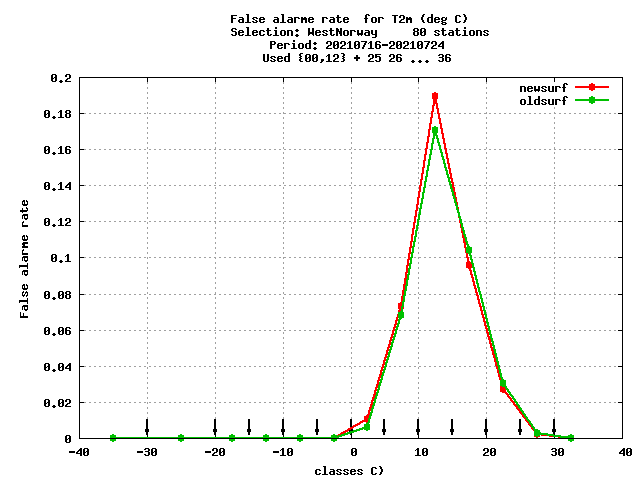 False alarme rate  for T2m (deg C)
Selection: WestNorway     80 stations
Period: 20210716-20210724
Used {00,12} + 25 26 ... 36
newsurf
oldsurf
0.2
0.18
0.16
0.14
0.12
0.1
0.08
0.06
0.04
0.02
0
False alarme rate
-40 -30 -20 -10 0 10 20 30 40
classes C)